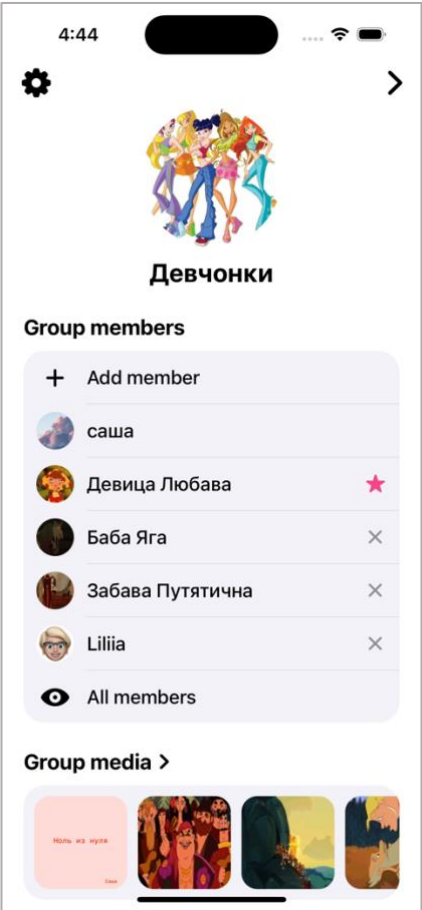 4:44
Девчонки
Group members
Add member
саша
Девица Любава
Баба Яга
Забава Путятична
Liliia
All members
Group media
Ноль из нуля
Саша